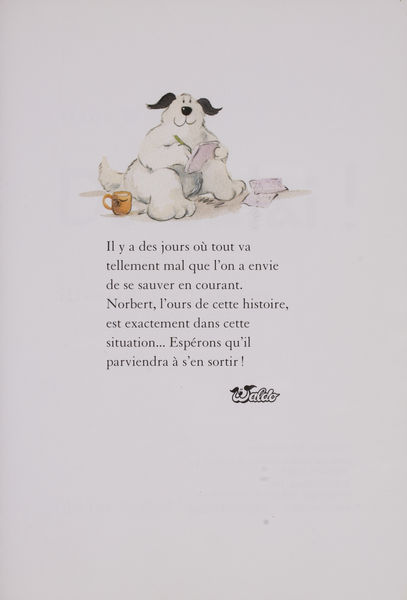 Il y a des jours où tout va
tellement mal que l'on a envie
de se sauver en courant.
Norbert, l'ours de cette histoire,
est exactement dans cette
situation... Espérons qu'il
parviendra à s'en sortir !
Waldo